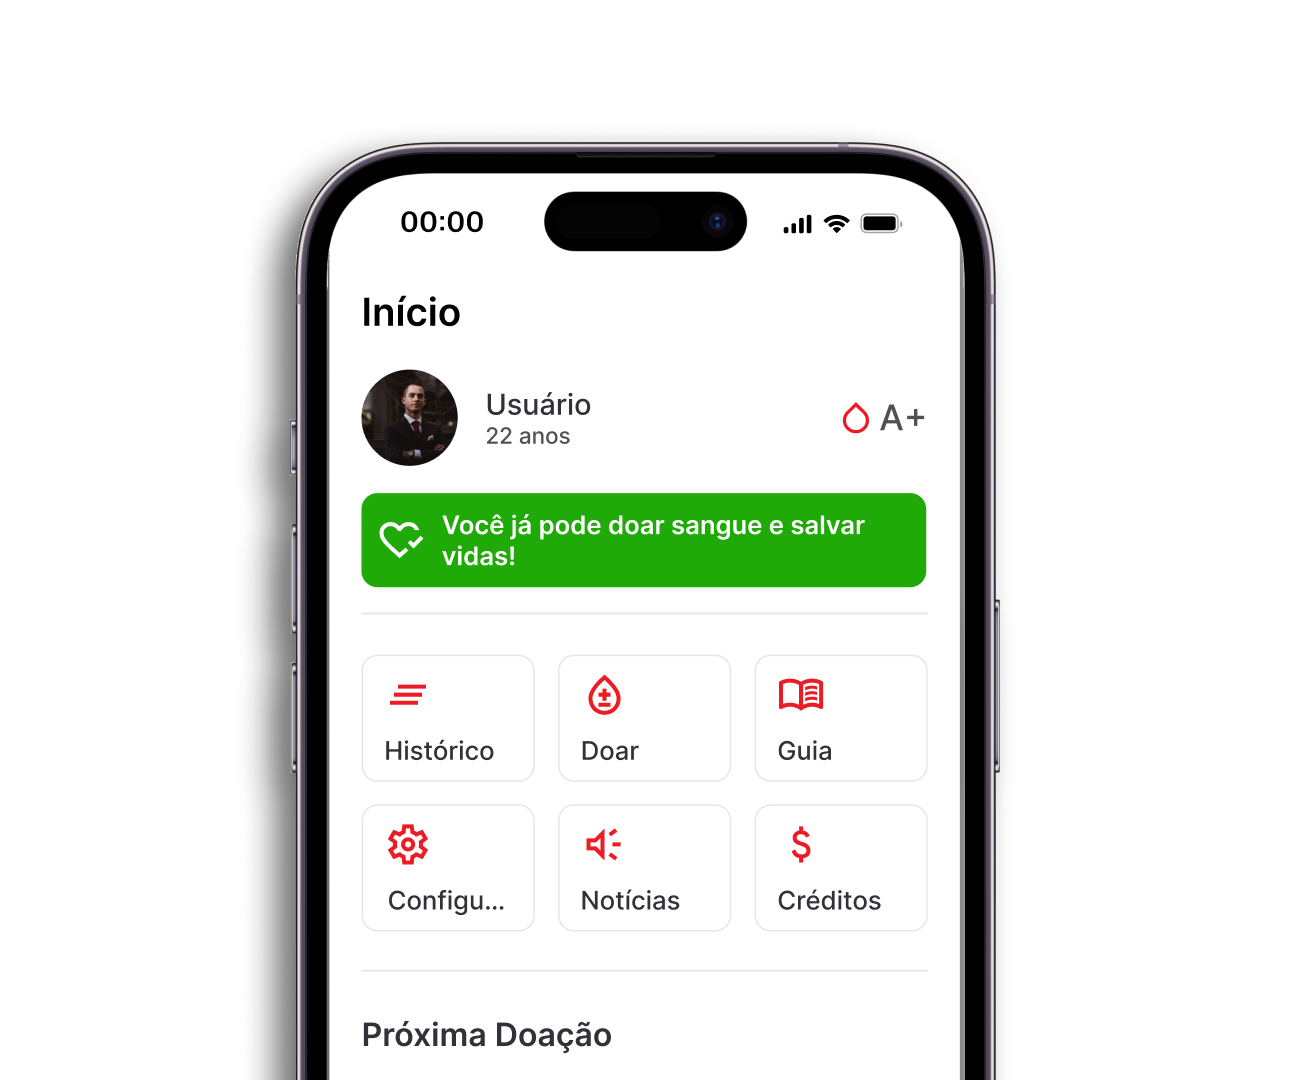 00:00
Início
Usuário
22 anos
A+
Você já pode doar sangue e salvar
vidas!
Histórico
Doar
Guia
Configu...
Notícias
Créditos
Próxima Doação